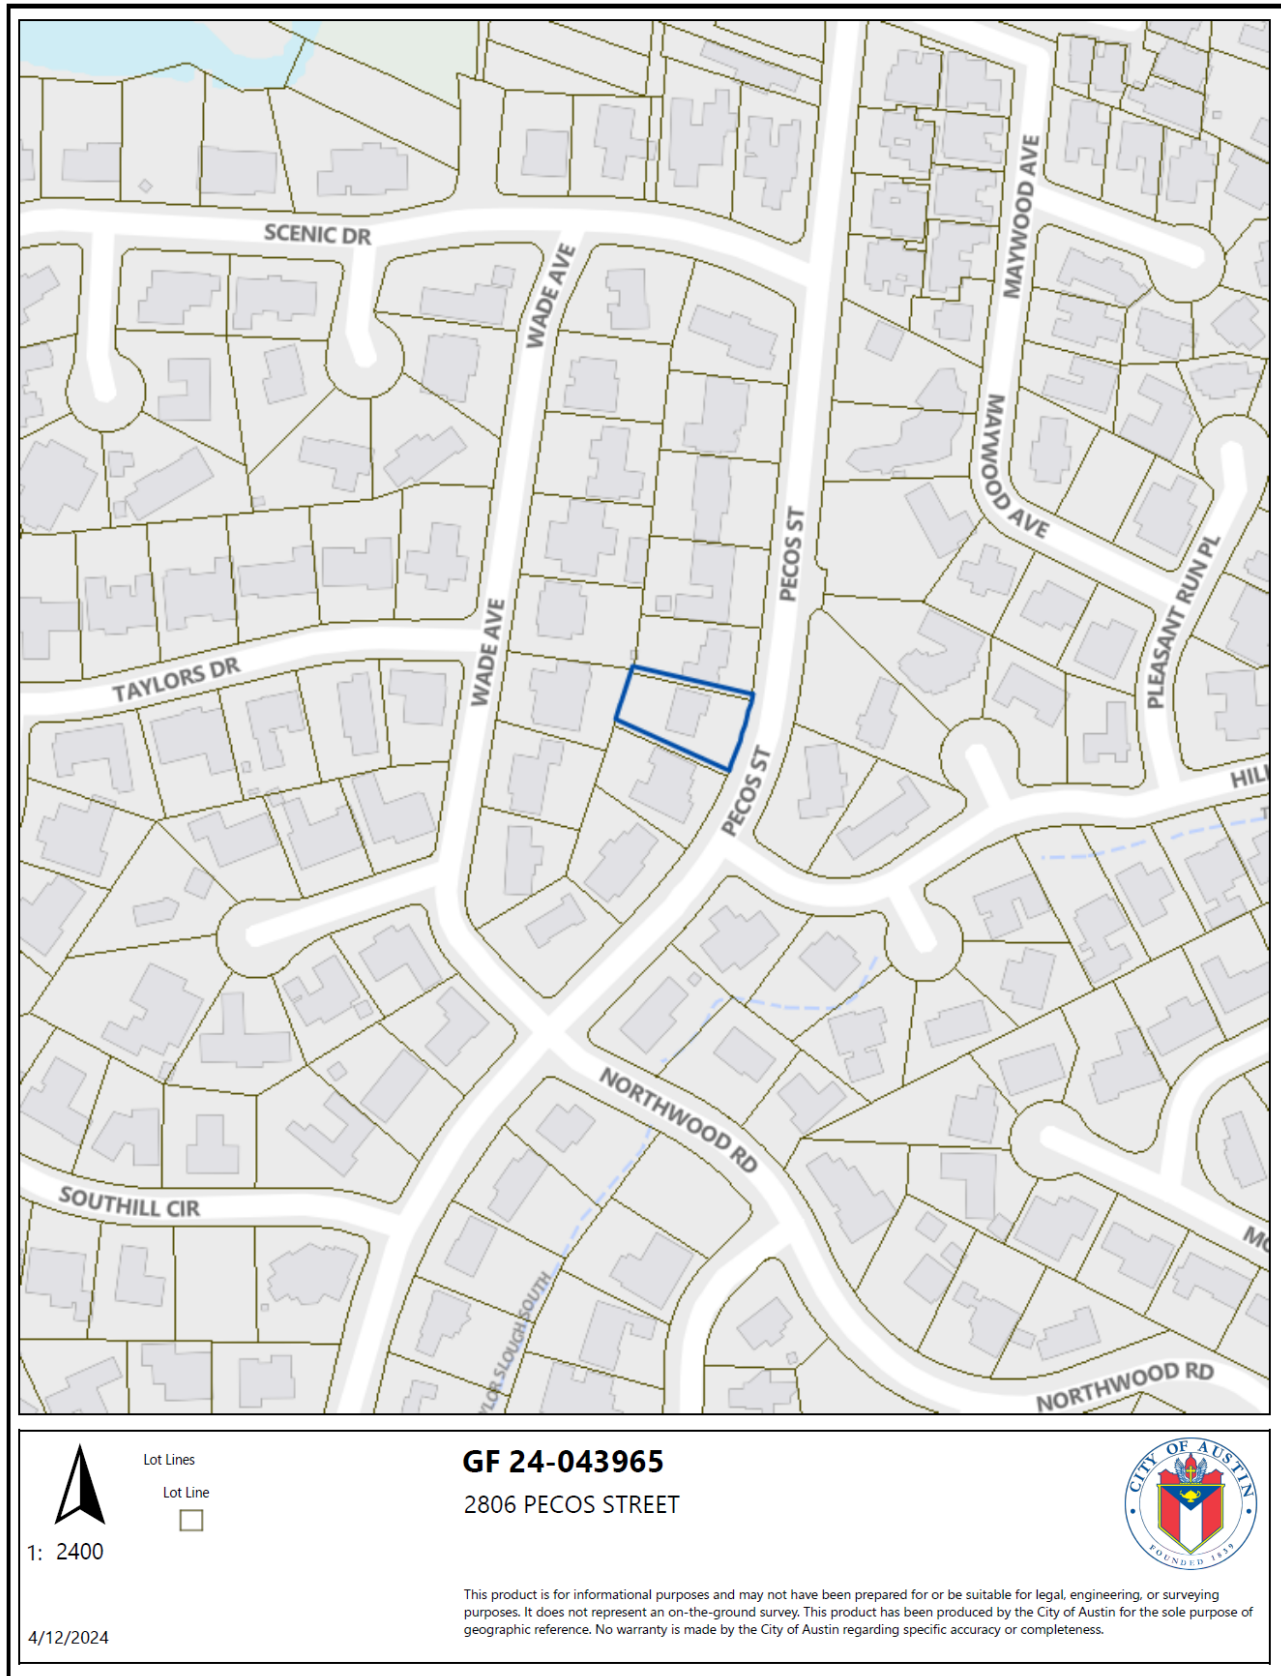 SCENIC DR
WADE AVE
MAYWOOD AVE
MAYWOOD AVE
PECOS ST
PLEASANT RUN PL
WADE AVE
TAYLORS DR
PECOS ST
HILL
NORTHWOOD RD
SOUTHILL CIR
MO
YLOR SLOUGH SOUTH
NORTHWOOD RD
Lot Lines
Lot Line
1: 2400
4/12/2024
GF 24-043965
2806 PECOS STREET
This product is for informational purposes and may not have been prepared for or be suitable for legal, engineering, or surveying
purposes. It does not represent an on-the-ground survey. This product has been produced by the City of Austin for the sole purpose of
geographic reference. No warranty is made by the City of Austin regarding specific accuracy or completeness.
CITY OF AUSTIN
FOUNDED 1839